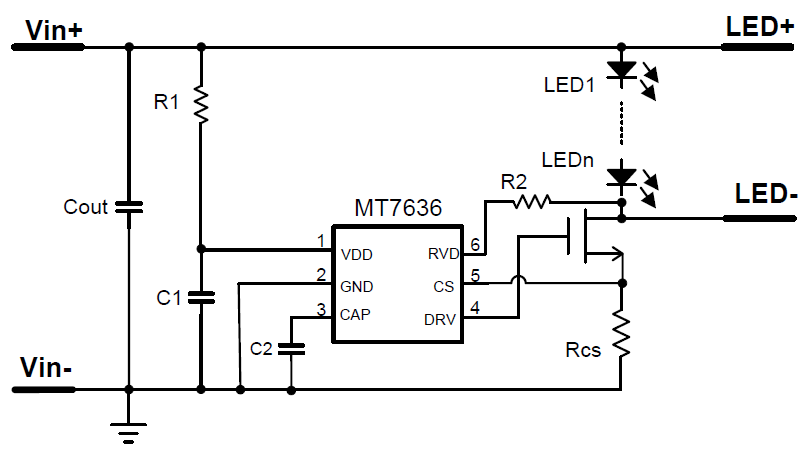 Vin+
LED+
R1
LED1
LEDn
Cout
R2
LED-
MT7636
1
VDD
RVD
6
2
GND
CS
5
C1
3
CAP
DRV
4
C2
Rcs
Vin-